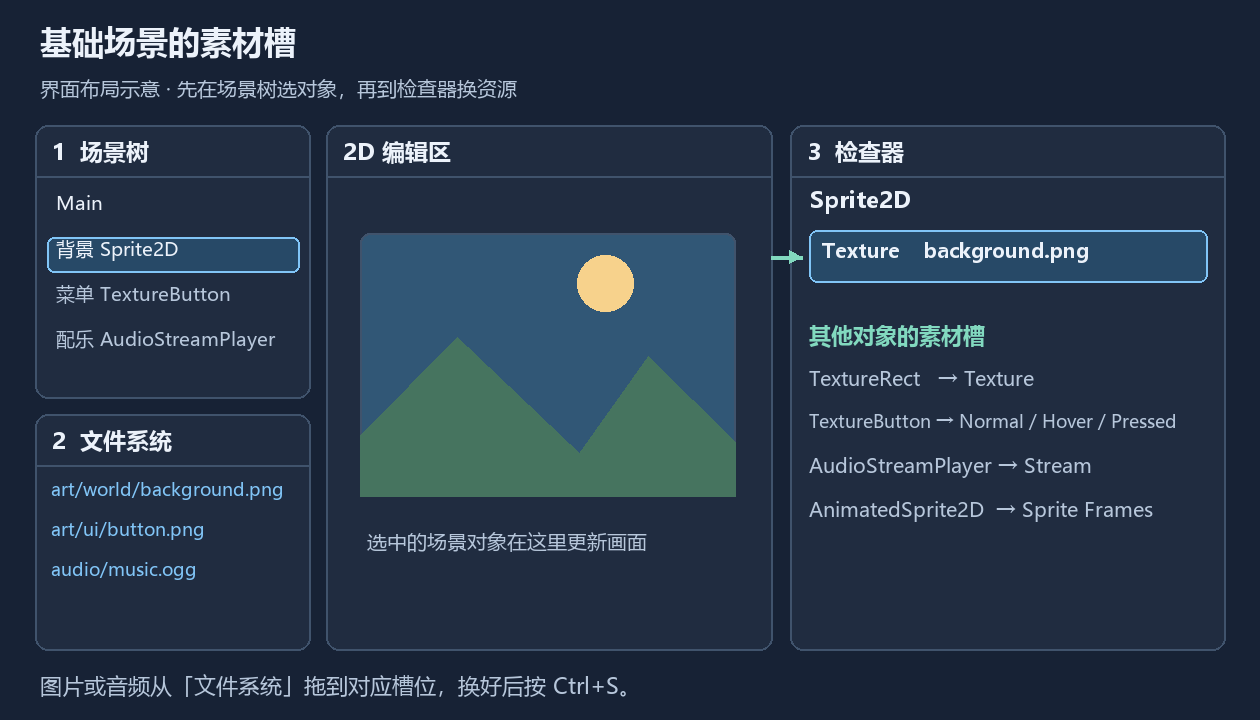 基础场景的素材槽
界面布局示意 · 先在场景树选对象，再到检查器换资源
1 场景树
Main
背景 Sprite2D
菜单 TextureButton
配乐 AudioStreamPlayer
2 文件系统
art/world/background.png
art/ui/button.png
audio/music.ogg
2D 编辑区
选中的场景对象在这里更新画面
3 检查器
Sprite2D
Texture background.png
其他对象的素材槽
TextureRect → Texture
TextureButton → Normal / Hover / Pressed
AudioStreamPlayer → Stream
AnimatedSprite2D → Sprite Frames
图片或音频从「文件系统」拖到对应槽位，换好后按 Ctrl+S。